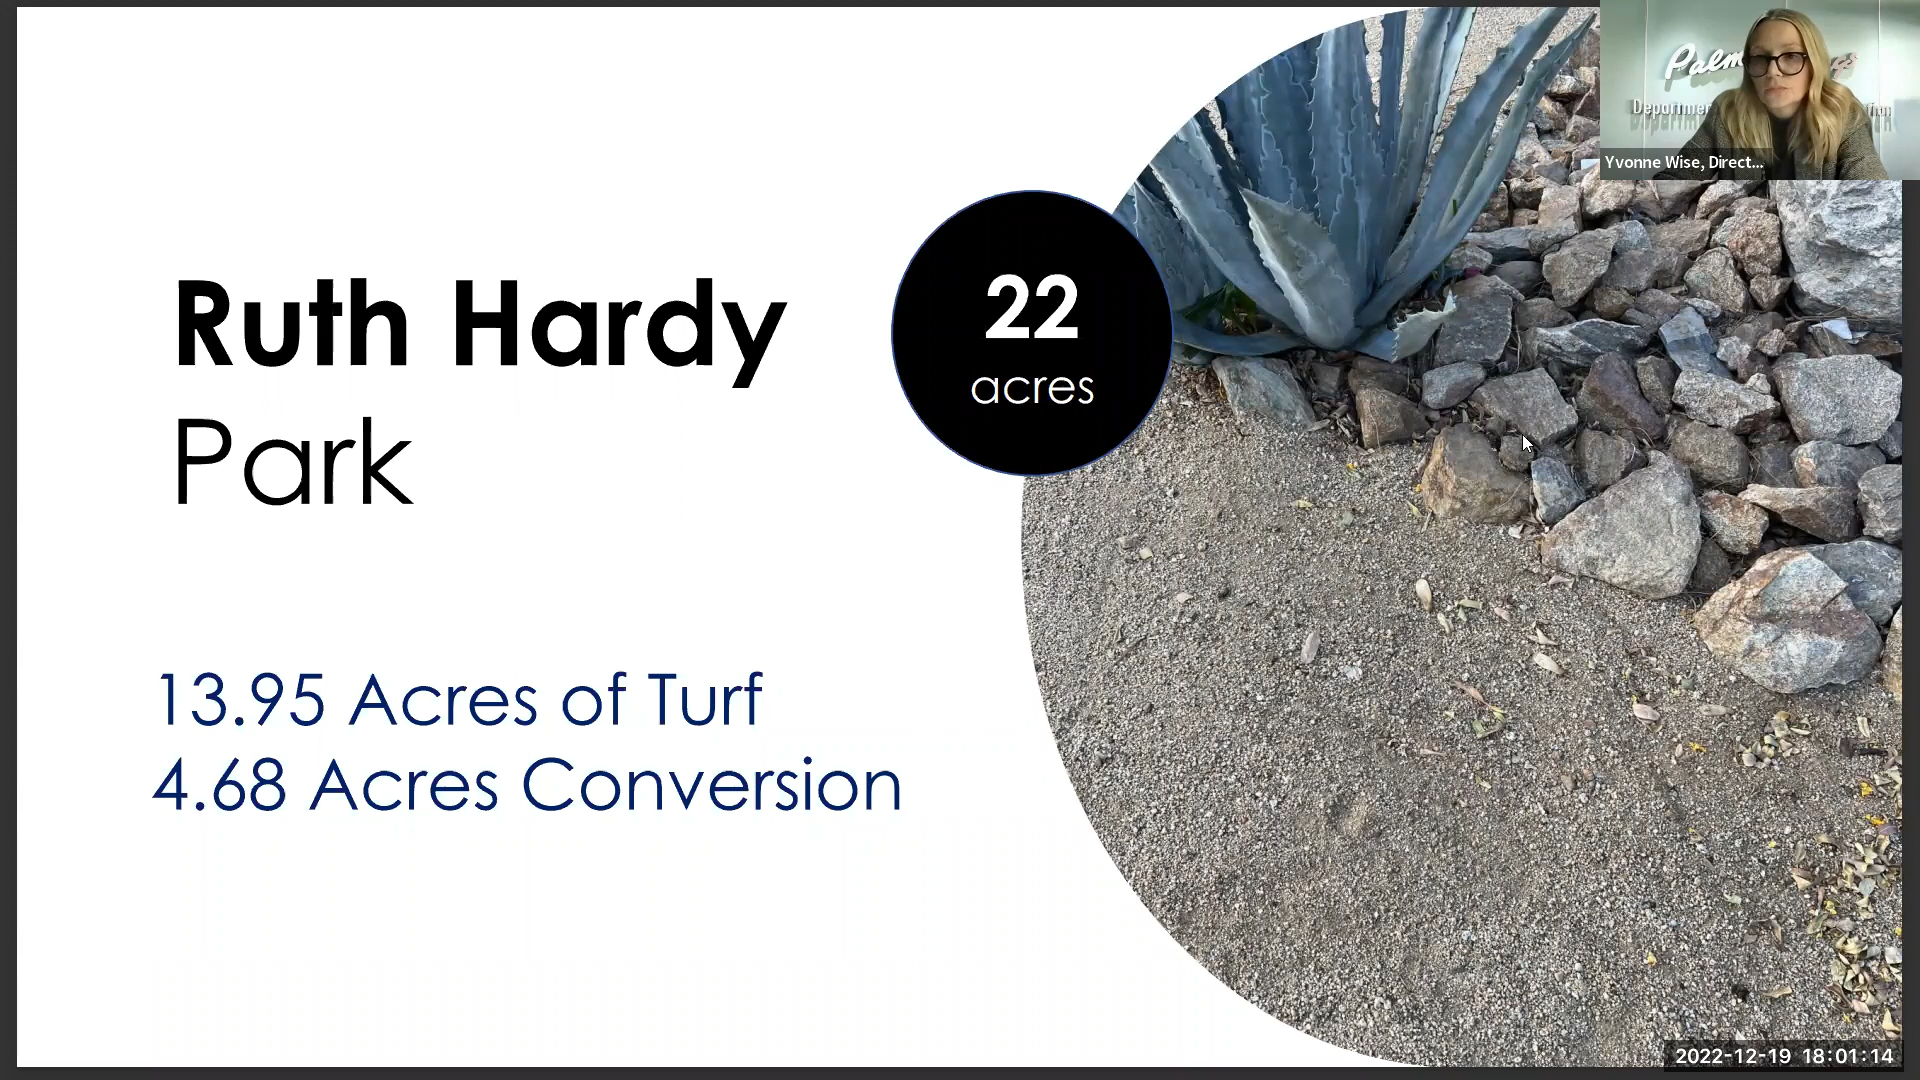 Ruth Hardy
Park
22
acres
13.95 Acres of Turf
4.68 Acres Conversion
Palm
Yvonne Wise, Direct...
2022-12-19 18:01:14